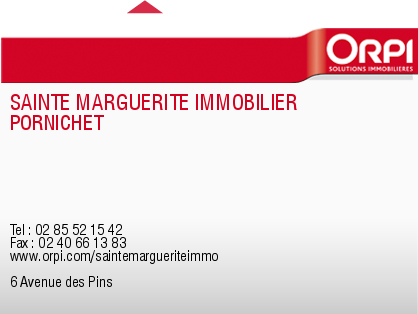 ORPI
SOLUTIONS IMMOBILIÈRES
SAINTE MARGUERITE IMMOBILIER
PORNICHET
Tel : 02 85 52 15 42
Fax : 02 40 66 13 83
www.orpi.com/saintemargueriteimmo
6 Avenue des Pins